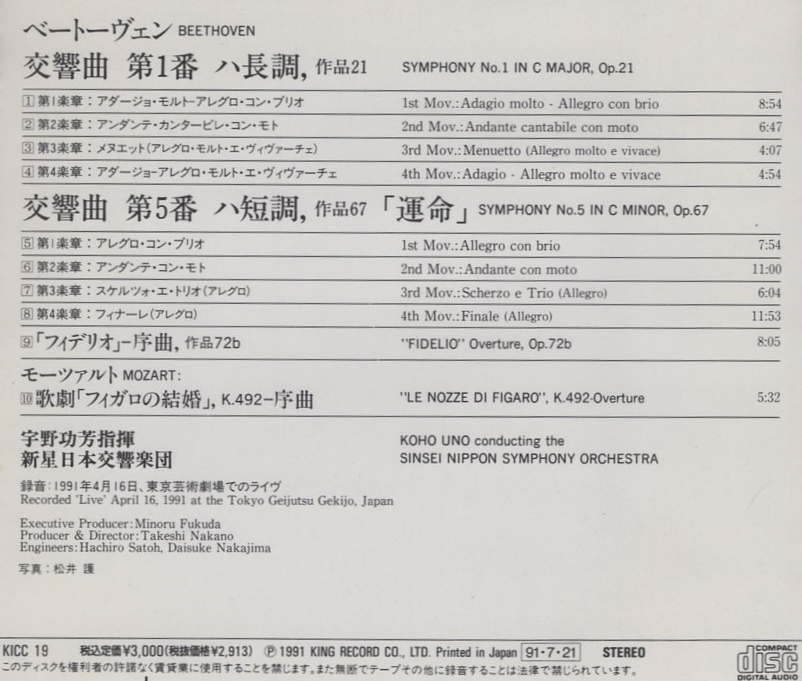 ベートーヴェン BEETHOVEN
交響曲 第1番 ハ長調, 作品21 SYMPHONY No.1 IN C MAJOR, Op.21
1 第1楽章：アダージョ・モルト−アレグロ・コン・ブリオ 1st Mov.:Adagio molto - Allegro con brio 8:54
2 第2楽章：アンダンテ・カンタービレ・コン・モト 2nd Mov.:Andante cantabile con moto 6:47
3 第3楽章：メヌエット(アレグロ・モルト・エ・ヴィヴァーチェ) 3rd Mov.:Menuetto (Allegro molto e vivace) 4:07
4 第4楽章：アダージョ−アレグロ・モルト・エ・ヴィヴァーチェ 4th Mov.:Adagio - Allegro molto e vivace 4:54
交響曲 第5番 ハ短調, 作品67「運命」 SYMPHONY No.5 IN C MINOR, Op.67
5 第1楽章：アレグロ・コン・ブリオ 1st Mov.:Allegro con brio 7:54
6 第2楽章：アンダンテ・コン・モト 2nd Mov.:Andante con moto 11:00
7 第3楽章：スケルツォ・エ・トリオ(アレグロ) 3rd Mov.:Scherzo e Trio (Allegro) 6:04
8 第4楽章：フィナーレ(アレグロ) 4th Mov.:Finale (Allegro) 11:53
9「フィデリオ」−序曲, 作品72b "FIDELIO" Overture, Op.72b 8:05
モーツァルト MOZART:
10 歌劇「フィガロの結婚」, K.492−序曲 "LE NOZZE DI FIGARO", K.492-Overture 5:32
宇野功芳指揮 KOHO UNO conducting the
新星日本交響楽団 SINSEI NIPPON SYMPHONY ORCHESTRA
録音：1991年4月16日、東京芸術劇場でのライヴ
Recorded 'Live' April 16, 1991 at the Tokyo Geijutsu Gekijo, Japan
Executive Producer:Minoru Fukuda
Producer & Director:Takeshi Nakano
Engineers:Hachiro Satoh, Daisuke Nakajima
写真：松井 護
KICC 19 税込定価¥3,000(税抜価格¥2,913) Ⓟ 1991 KING RECORD CO., LTD. Printed in Japan 91・7・21 STEREO
このディスクを権利者の許諾なく賃貸業に使用することを禁じます。また無断でテープその他に録音することは法律で禁じられています。
COMPACT
disc
DIGITAL AUDIO